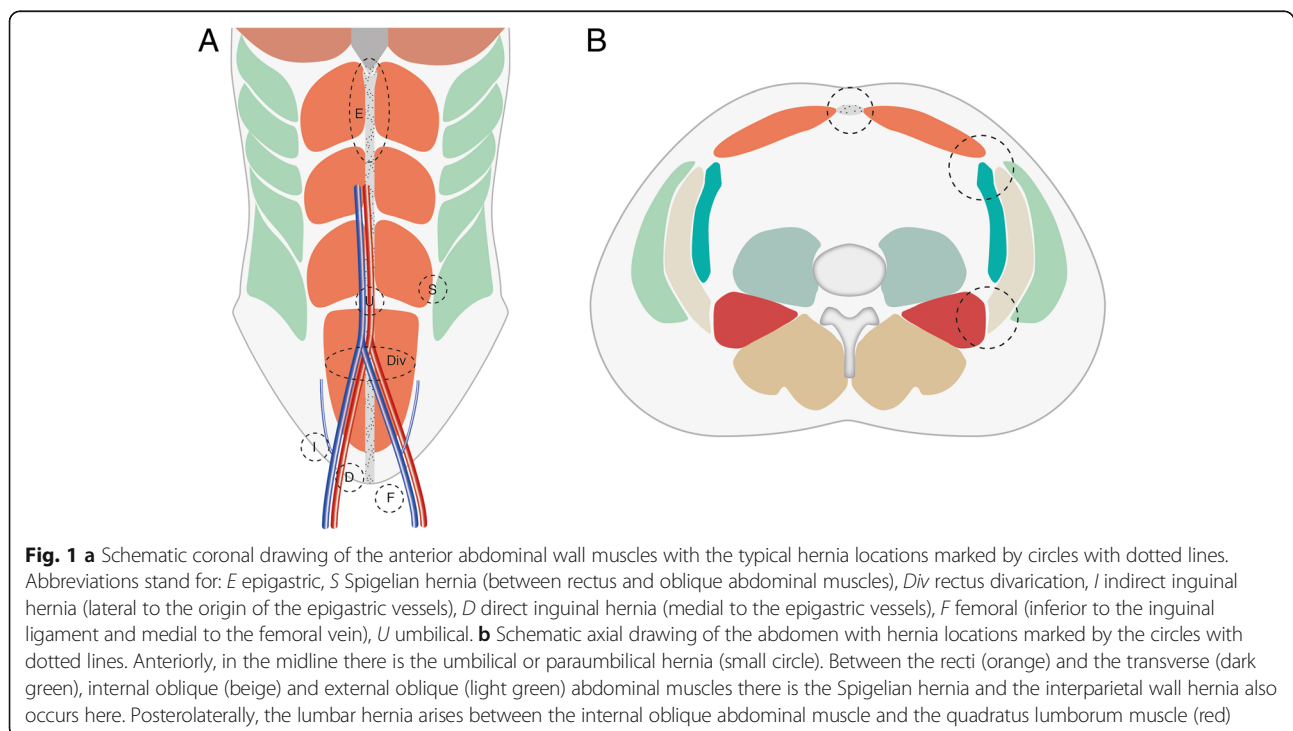 A
B
E
S
U
Div
I
D
F
Fig. 1 a Schematic coronal drawing of the anterior abdominal wall muscles with the typical hernia locations marked by circles with dotted lines.
Abbreviations stand for: E epigastric, S Spigelian hernia (between rectus and oblique abdominal muscles), Div rectus divarication, I indirect inguinal
hernia (lateral to the origin of the epigastric vessels), D direct inguinal hernia (medial to the epigastric vessels), F femoral (inferior to the inguinal
ligament and medial to the femoral vein), U umbilical. b Schematic axial drawing of the abdomen with hernia locations marked by the circles with
dotted lines. Anteriorly, in the midline there is the umbilical or paraumbilical hernia (small circle). Between the recti (orange) and the transverse (dark
green), internal oblique (beige) and external oblique (light green) abdominal muscles there is the Spigelian hernia and the interparietal wall hernia also
occurs here. Posterolaterally, the lumbar hernia arises between the internal oblique abdominal muscle and the quadratus lumborum muscle (red)